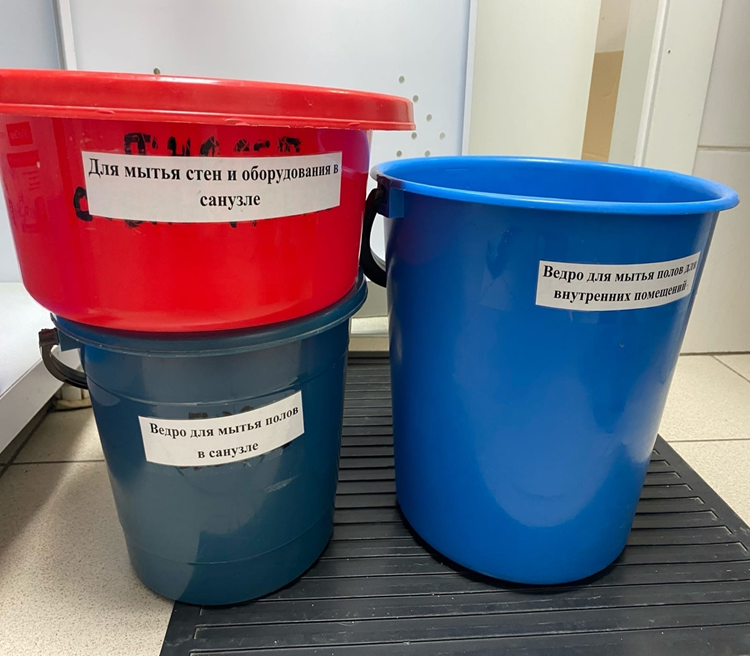 Для мытья стен и оборудования в
санузле
Ведро для мытья полов
в санузле
Ведро для мытья полов для
внутренних помещений